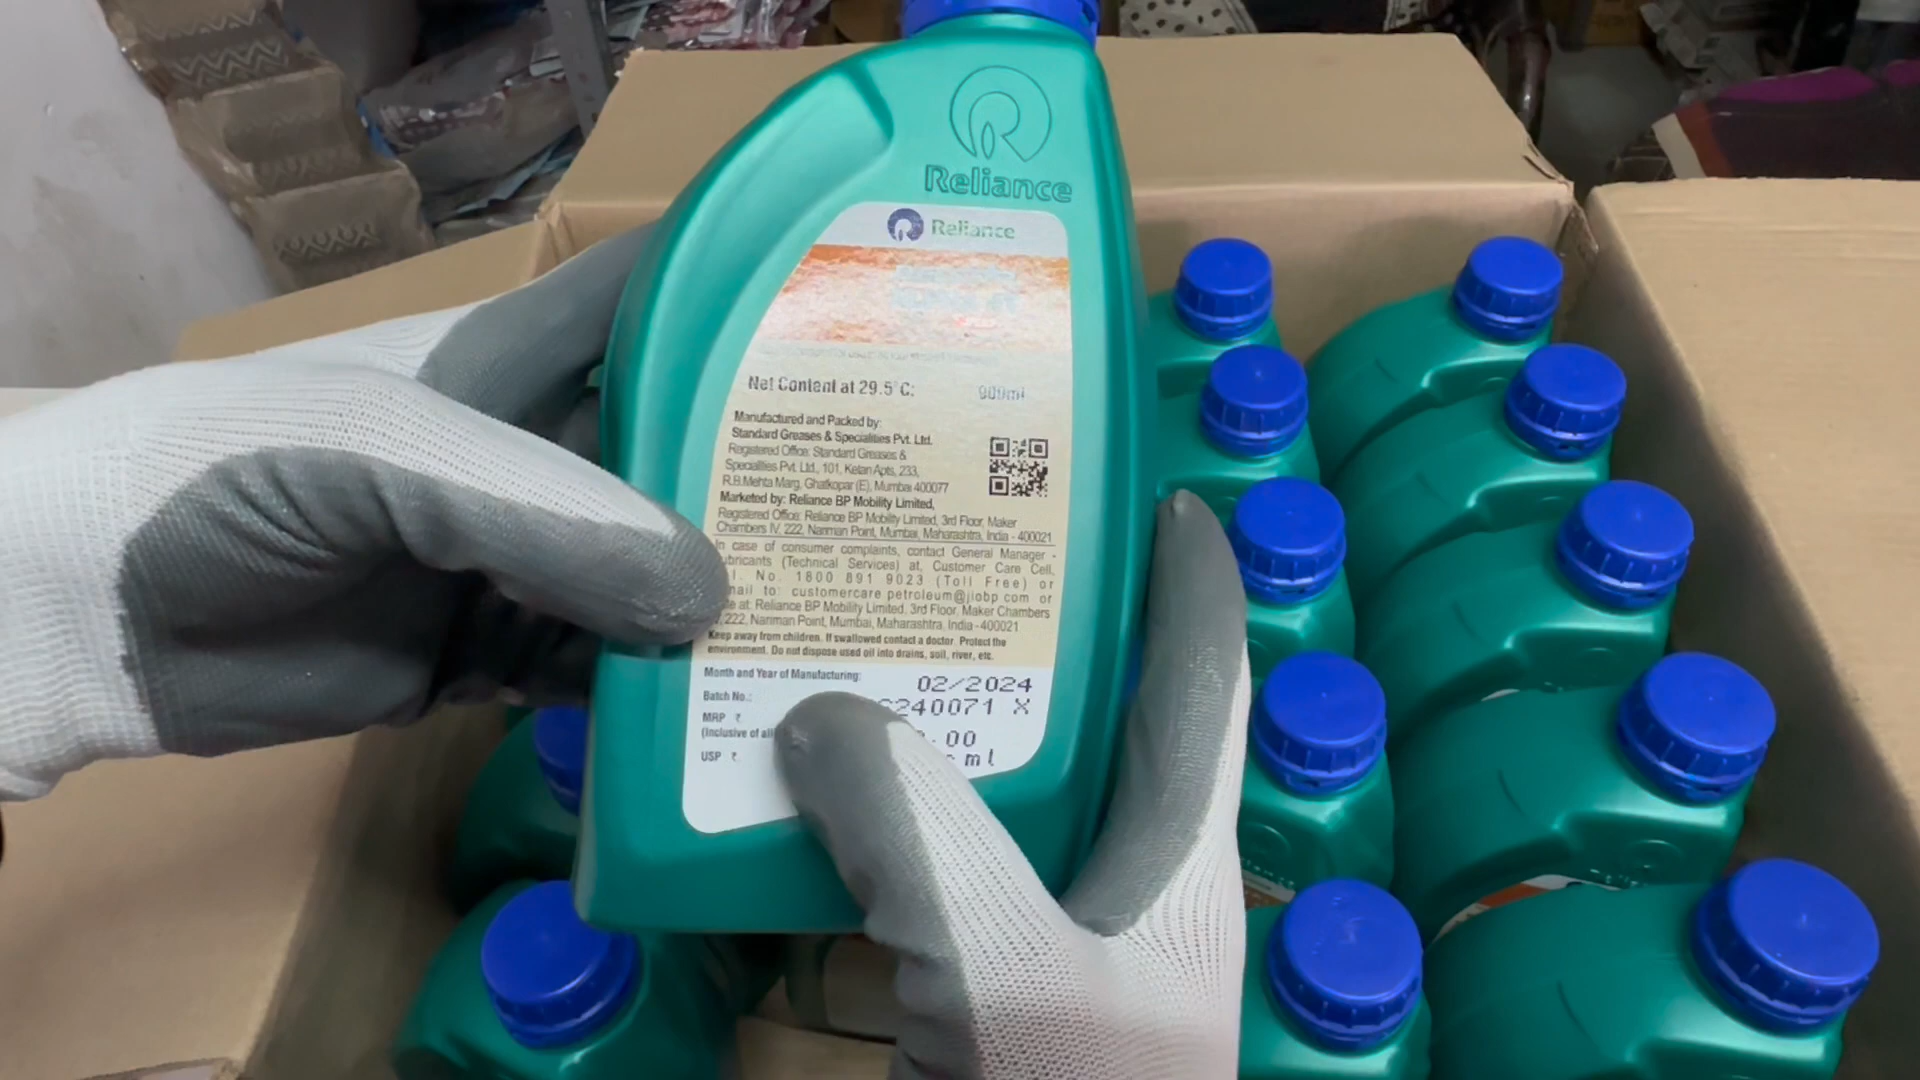 Reliance
Reliance
Net Content at 29.5°C: 900ml
Manufactured and Packed by:
Standard Greases & Specialities Pvt. Ltd.
Registered Office: Standard Greases &
Specialities Pvt. Ltd., 101, Ketan Apts, 233,
R.B.Mehta Marg, Ghatkopar (E), Mumbai 400077
Marketed by: Reliance BP Mobility Limited,
Registered Office: Reliance BP Mobility Limited, 3rd Floor, Maker
Chambers IV, 222, Nariman Point, Mumbai, Maharashtra, India - 400021
In case of consumer complaints, contact General Manager -
ubricants (Technical Services) at, Customer Care Cell,
l. No. 1800 891 9023 (Toll Free) or
mail to: customercare.petroleum@jiobp.com or
te at: Reliance BP Mobility Limited. 3rd Floor, Maker Chambers
222, Nariman Point, Mumbai, Maharashtra, India-400021
Keep away from children. If swallowed contact a doctor. Protect the
environment. Do not dispose used oil into drains, soil, river, etc.
Month and Year of Manufacturing: 02/2024
Batch No.: 240071 X
MRP ₹ .00
(Inclusive of al
USP ₹ ml